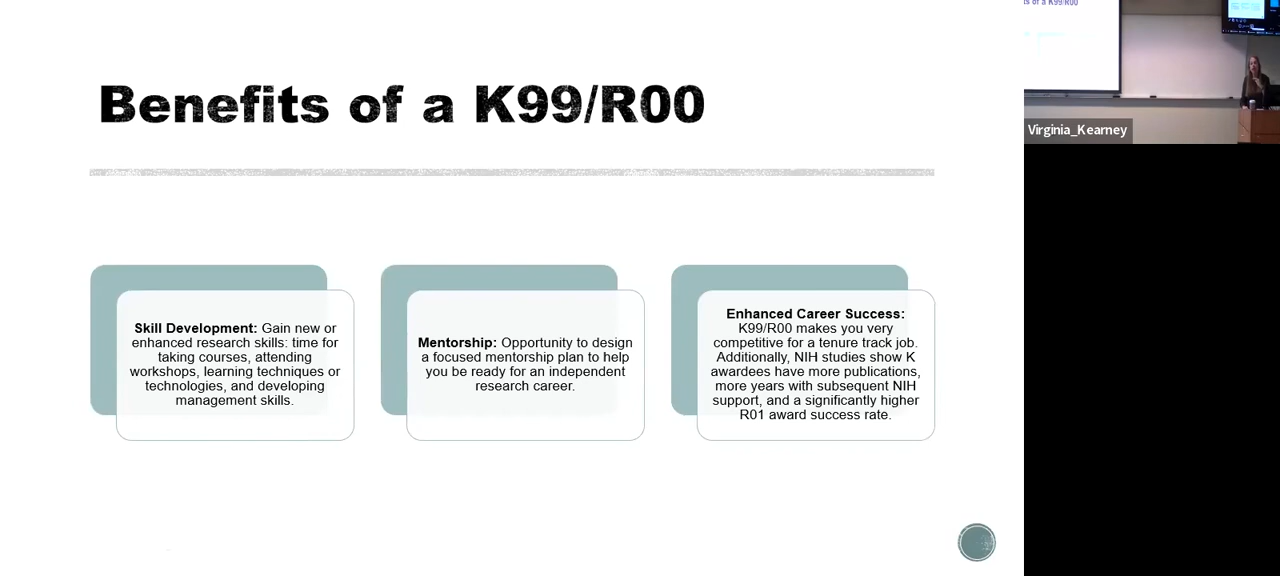 Benefits of a K99/R00
Skill Development: Gain new or
enhanced research skills: time for
taking courses, attending
workshops, learning techniques or
technologies, and developing
management skills.
Mentorship: Opportunity to design
a focused mentorship plan to help
you be ready for an independent
research career.
Enhanced Career Success:
K99/R00 makes you very
competitive for a tenure track job.
Additionally, NIH studies show K
awardees have more publications,
more years with subsequent NIH
support, and a significantly higher
R01 award success rate.
ts of a K99/R00
Virginia_Kearney